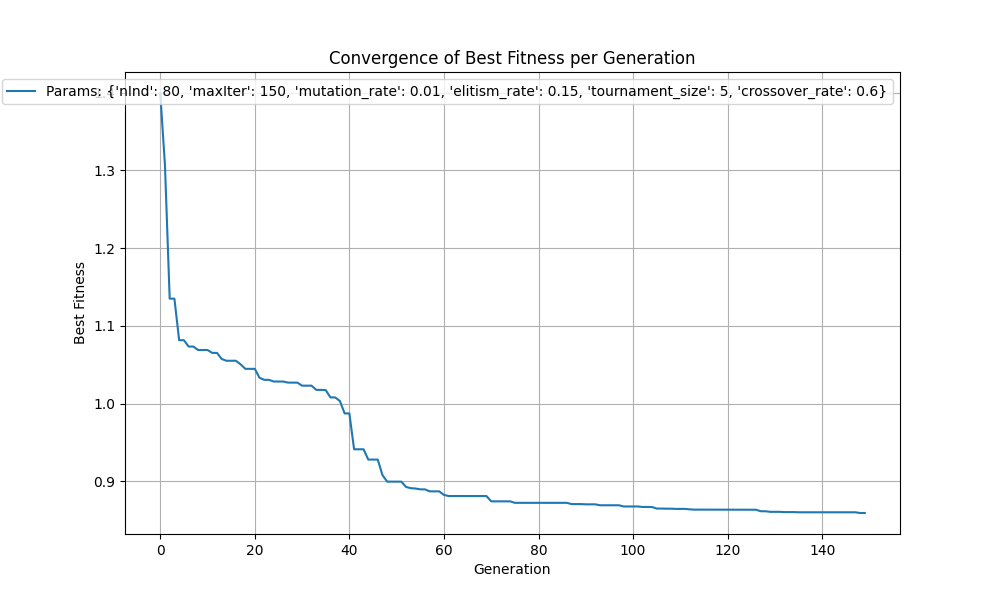 Convergence of Best Fitness per Generation
Params: {'nInd': 80, 'maxIter': 150, 'mutation_rate': 0.01, 'elitism_rate': 0.15, 'tournament_size': 5, 'crossover_rate': 0.6}
1.3
1.2
1.1
1.0
0.9
Best Fitness
0 20 40 60 80 100 120 140
Generation